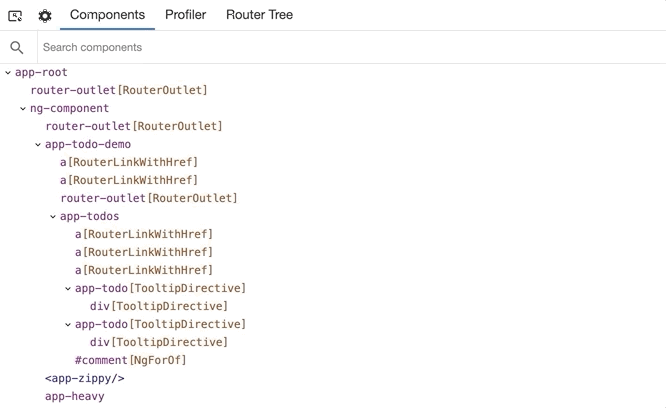 Components Profiler Router Tree
Search components
app-root
router-outlet[RouterOutlet]
ng-component
router-outlet[RouterOutlet]
app-todo-demo
a[RouterLinkWithHref]
a[RouterLinkWithHref]
router-outlet[RouterOutlet]
app-todos
a[RouterLinkWithHref]
a[RouterLinkWithHref]
a[RouterLinkWithHref]
app-todo[TooltipDirective]
div[TooltipDirective]
app-todo[TooltipDirective]
div[TooltipDirective]
#comment[NgForOf]
<app-zippy/>
app-heavy